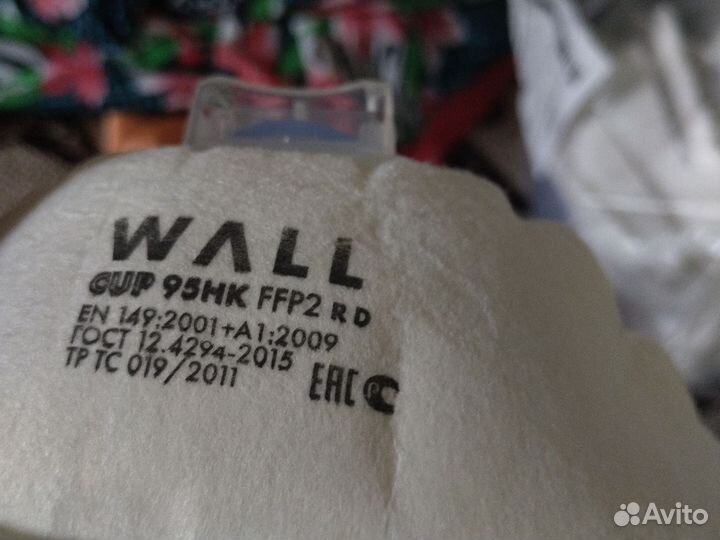 WALL
CUP 95HK FFP2 R D
EN 149:2001+A1:2009
ГОСТ 12.4294-2015
ТР ТС 019/2011
EAC РС
Avito